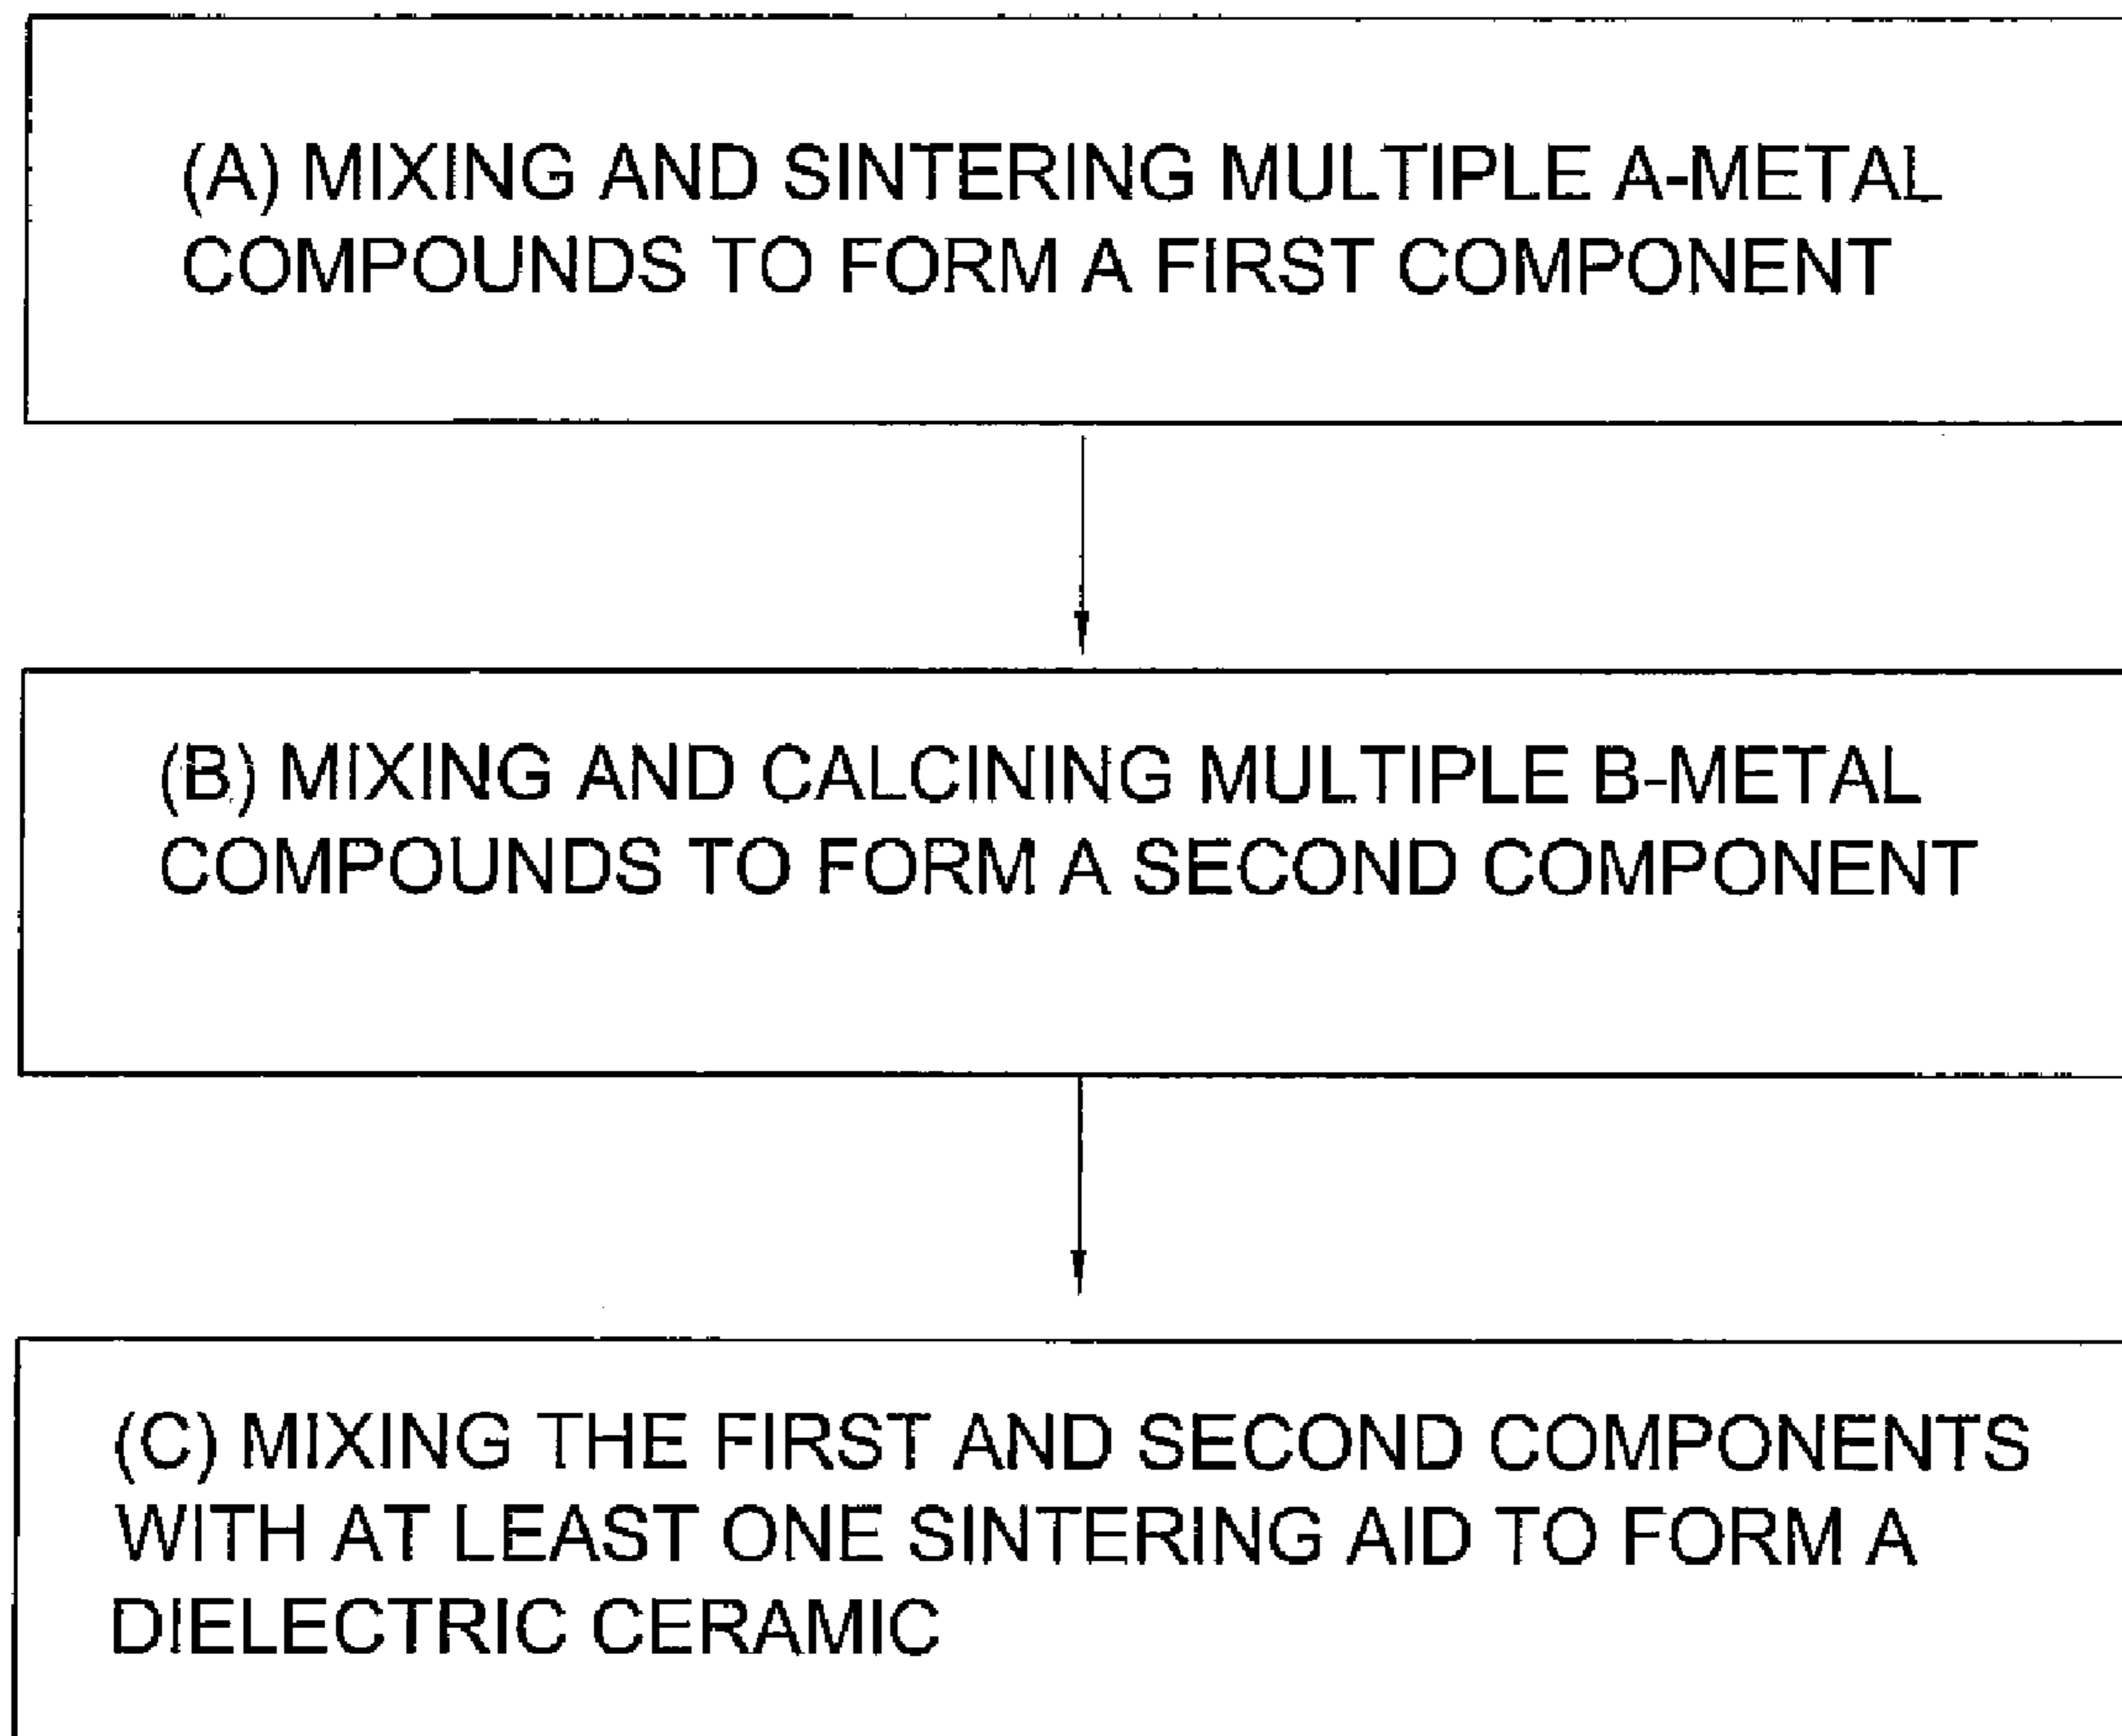 (A) MIXING AND SINTERING MULTIPLE A-METAL
COMPOUNDS TO FORM A FIRST COMPONENT
(B) MIXING AND CALCINING MULTIPLE B-METAL
COMPOUNDS TO FORM A SECOND COMPONENT
(C) MIXING THE FIRST AND SECOND COMPONENTS
WITH AT LEAST ONE SINTERING AID TO FORM A
DIELECTRIC CERAMIC